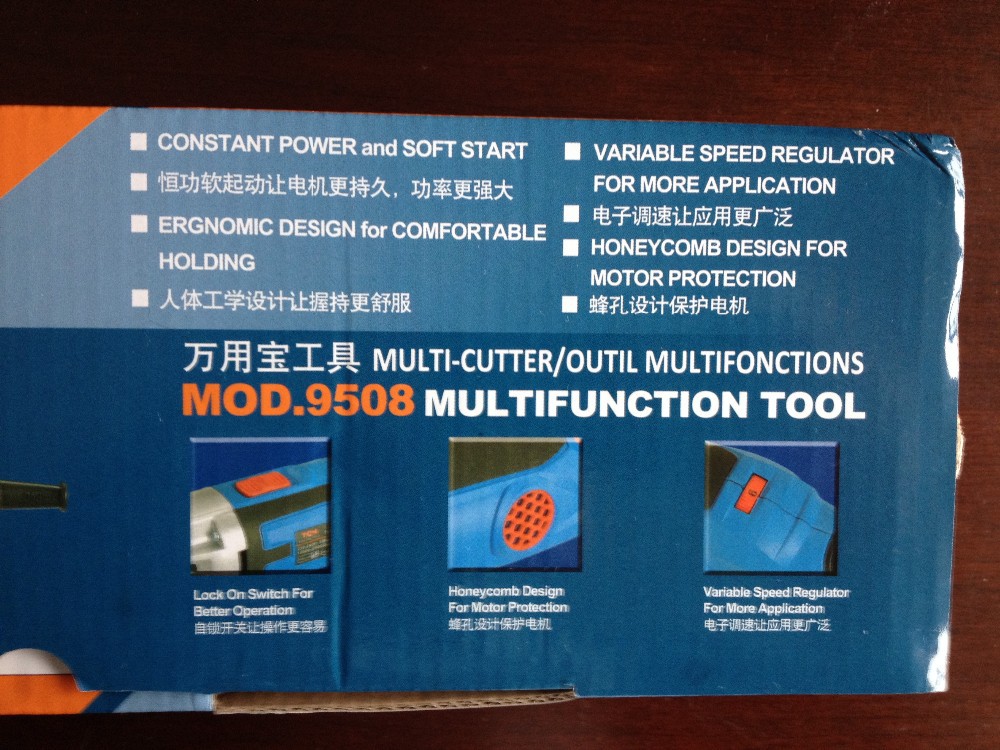 CONSTANT POWER and SOFT START
恒功软起动让电机更持久，功率更强大
ERGNOMIC DESIGN for COMFORTABLE
HOLDING
人体工学设计让握持更舒服
VARIABLE SPEED REGULATOR
FOR MORE APPLICATION
电子调速让应用更广泛
HONEYCOMB DESIGN FOR
MOTOR PROTECTION
蜂孔设计保护电机
万用宝工具 MULTI-CUTTER/OUTIL MULTIFONCTIONS
MOD.9508 MULTIFUNCTION TOOL
Lock On Switch For
Better Operation
自锁开关让操作更容易
Honeycomb Design
For Motor Protection
蜂孔设计保护电机
Variable Speed Regulator
For More Application
电子调速让应用更广泛